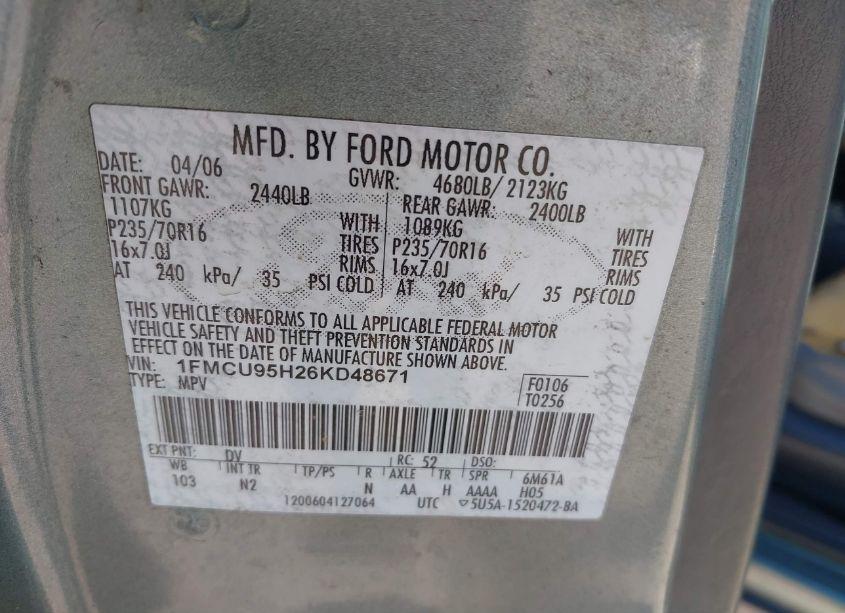 MFD. BY FORD MOTOR CO.
DATE: 04/06 GVWR: 4680LB/ 2123KG
FRONT GAWR: 2440LB REAR GAWR: 2400LB
1107KG WITH 1089KG WITH
P235/70R16 TIRES P235/70R16 TIRES
16x7.0J RIMS 16x7.0J RIMS
AT 240 kPa/ 35 PSI COLD AT 240 kPa/ 35 PSI COLD
THIS VEHICLE CONFORMS TO ALL APPLICABLE FEDERAL MOTOR
VEHICLE SAFETY AND THEFT PREVENTION STANDARDS IN
EFFECT ON THE DATE OF MANUFACTURE SHOWN ABOVE.
VIN: 1FMCU95H26KD48671
TYPE: MPV F0106
T0256
EXT PNT: DV RC: 52 DSO:
WB INT TR TP/PS R AXLE TR SPR 6M61A
103 N2 N AA H AAAA H05
1200604127064 UTC ▽5U5A-1520472-BA